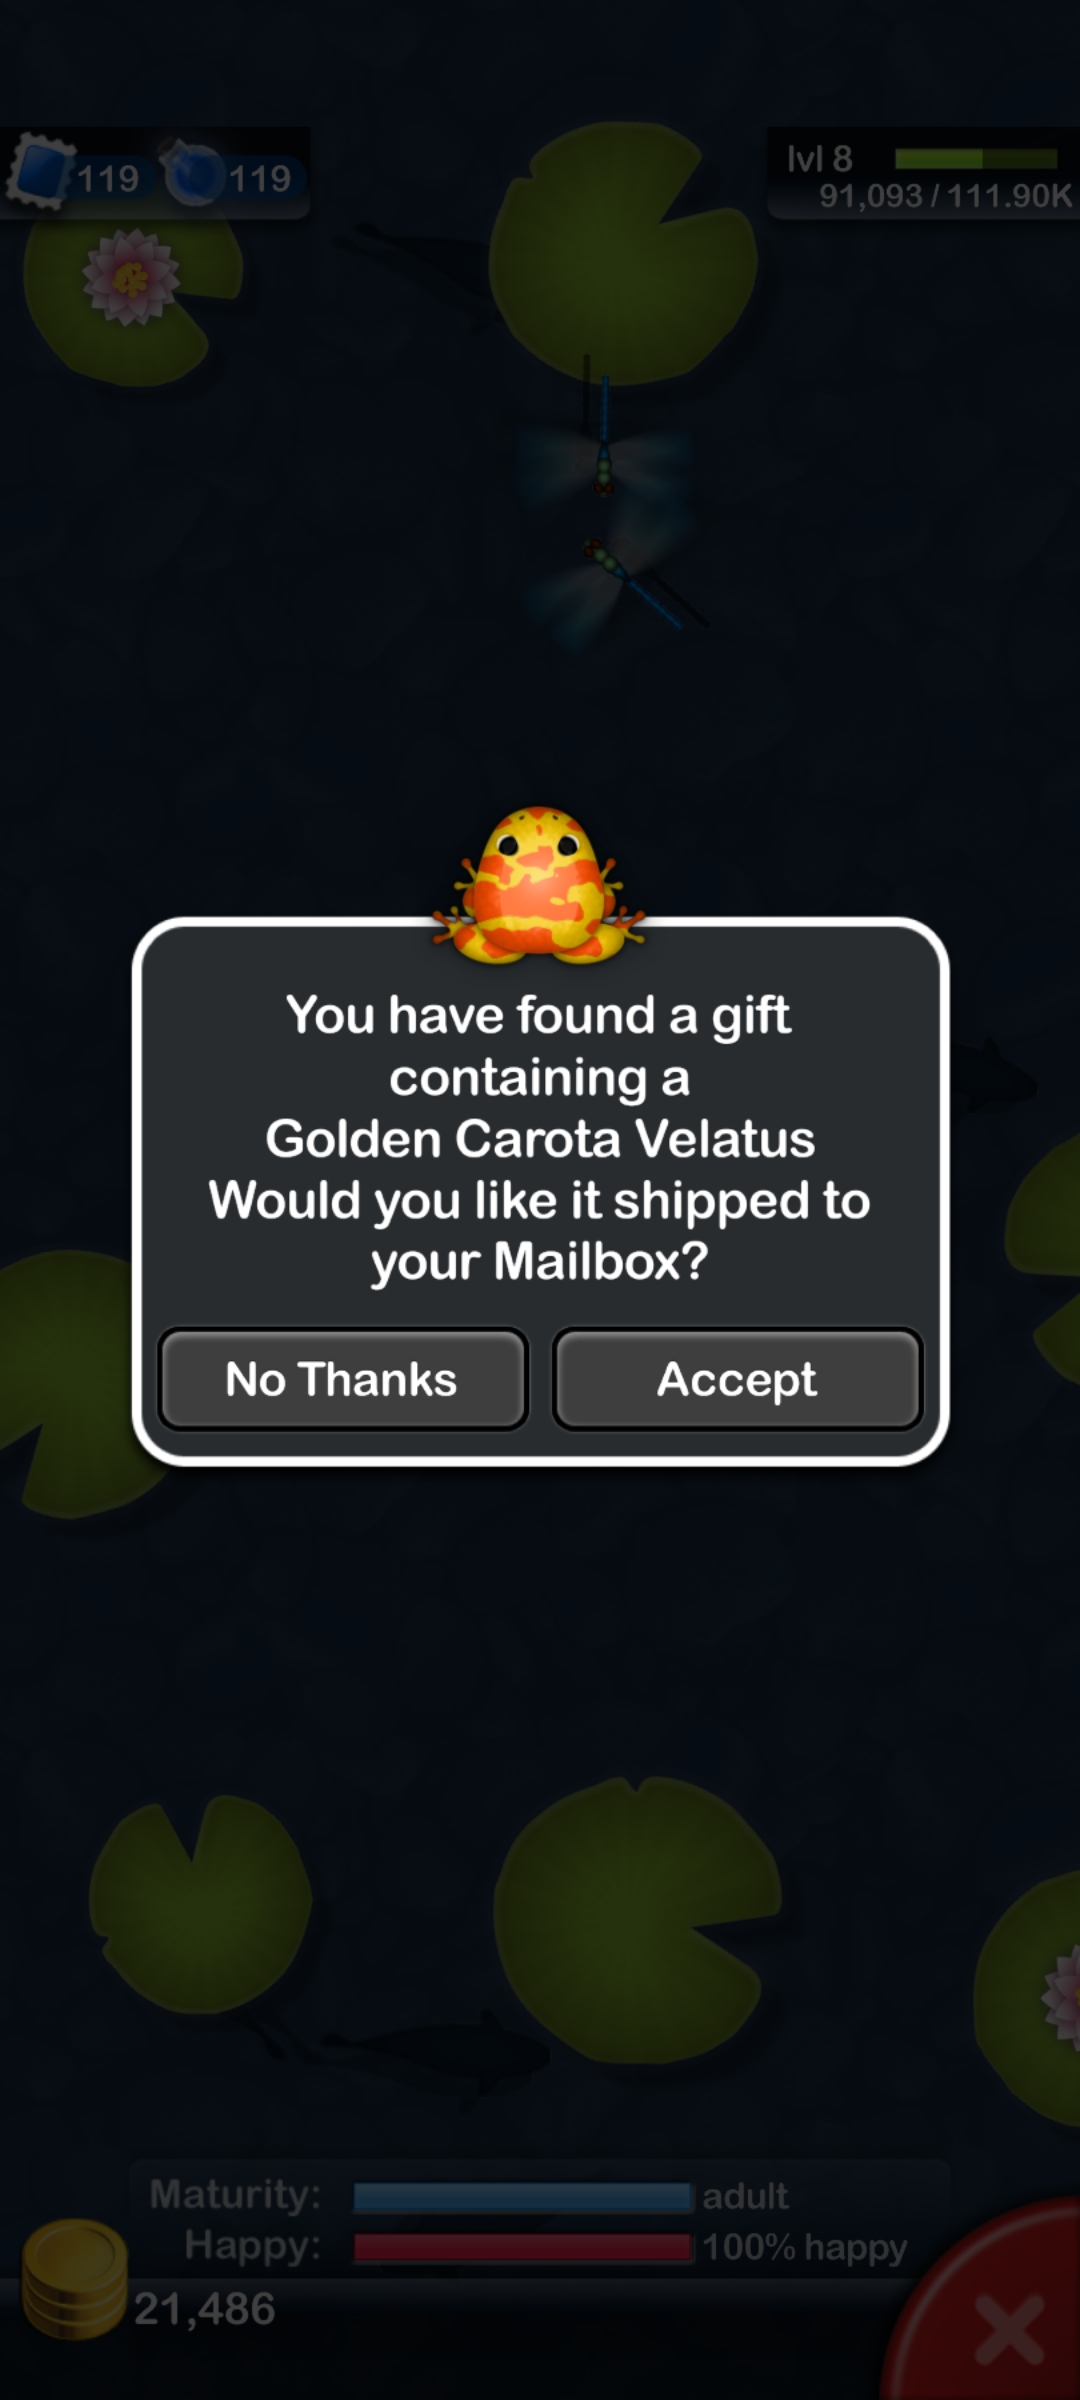 119 119
lvl 8
91,093 / 111.90K
You have found a gift
containing a
Golden Carota Velatus
Would you like it shipped to
your Mailbox?
No Thanks Accept
Maturity: adult
Happy: 100% happy
21,486